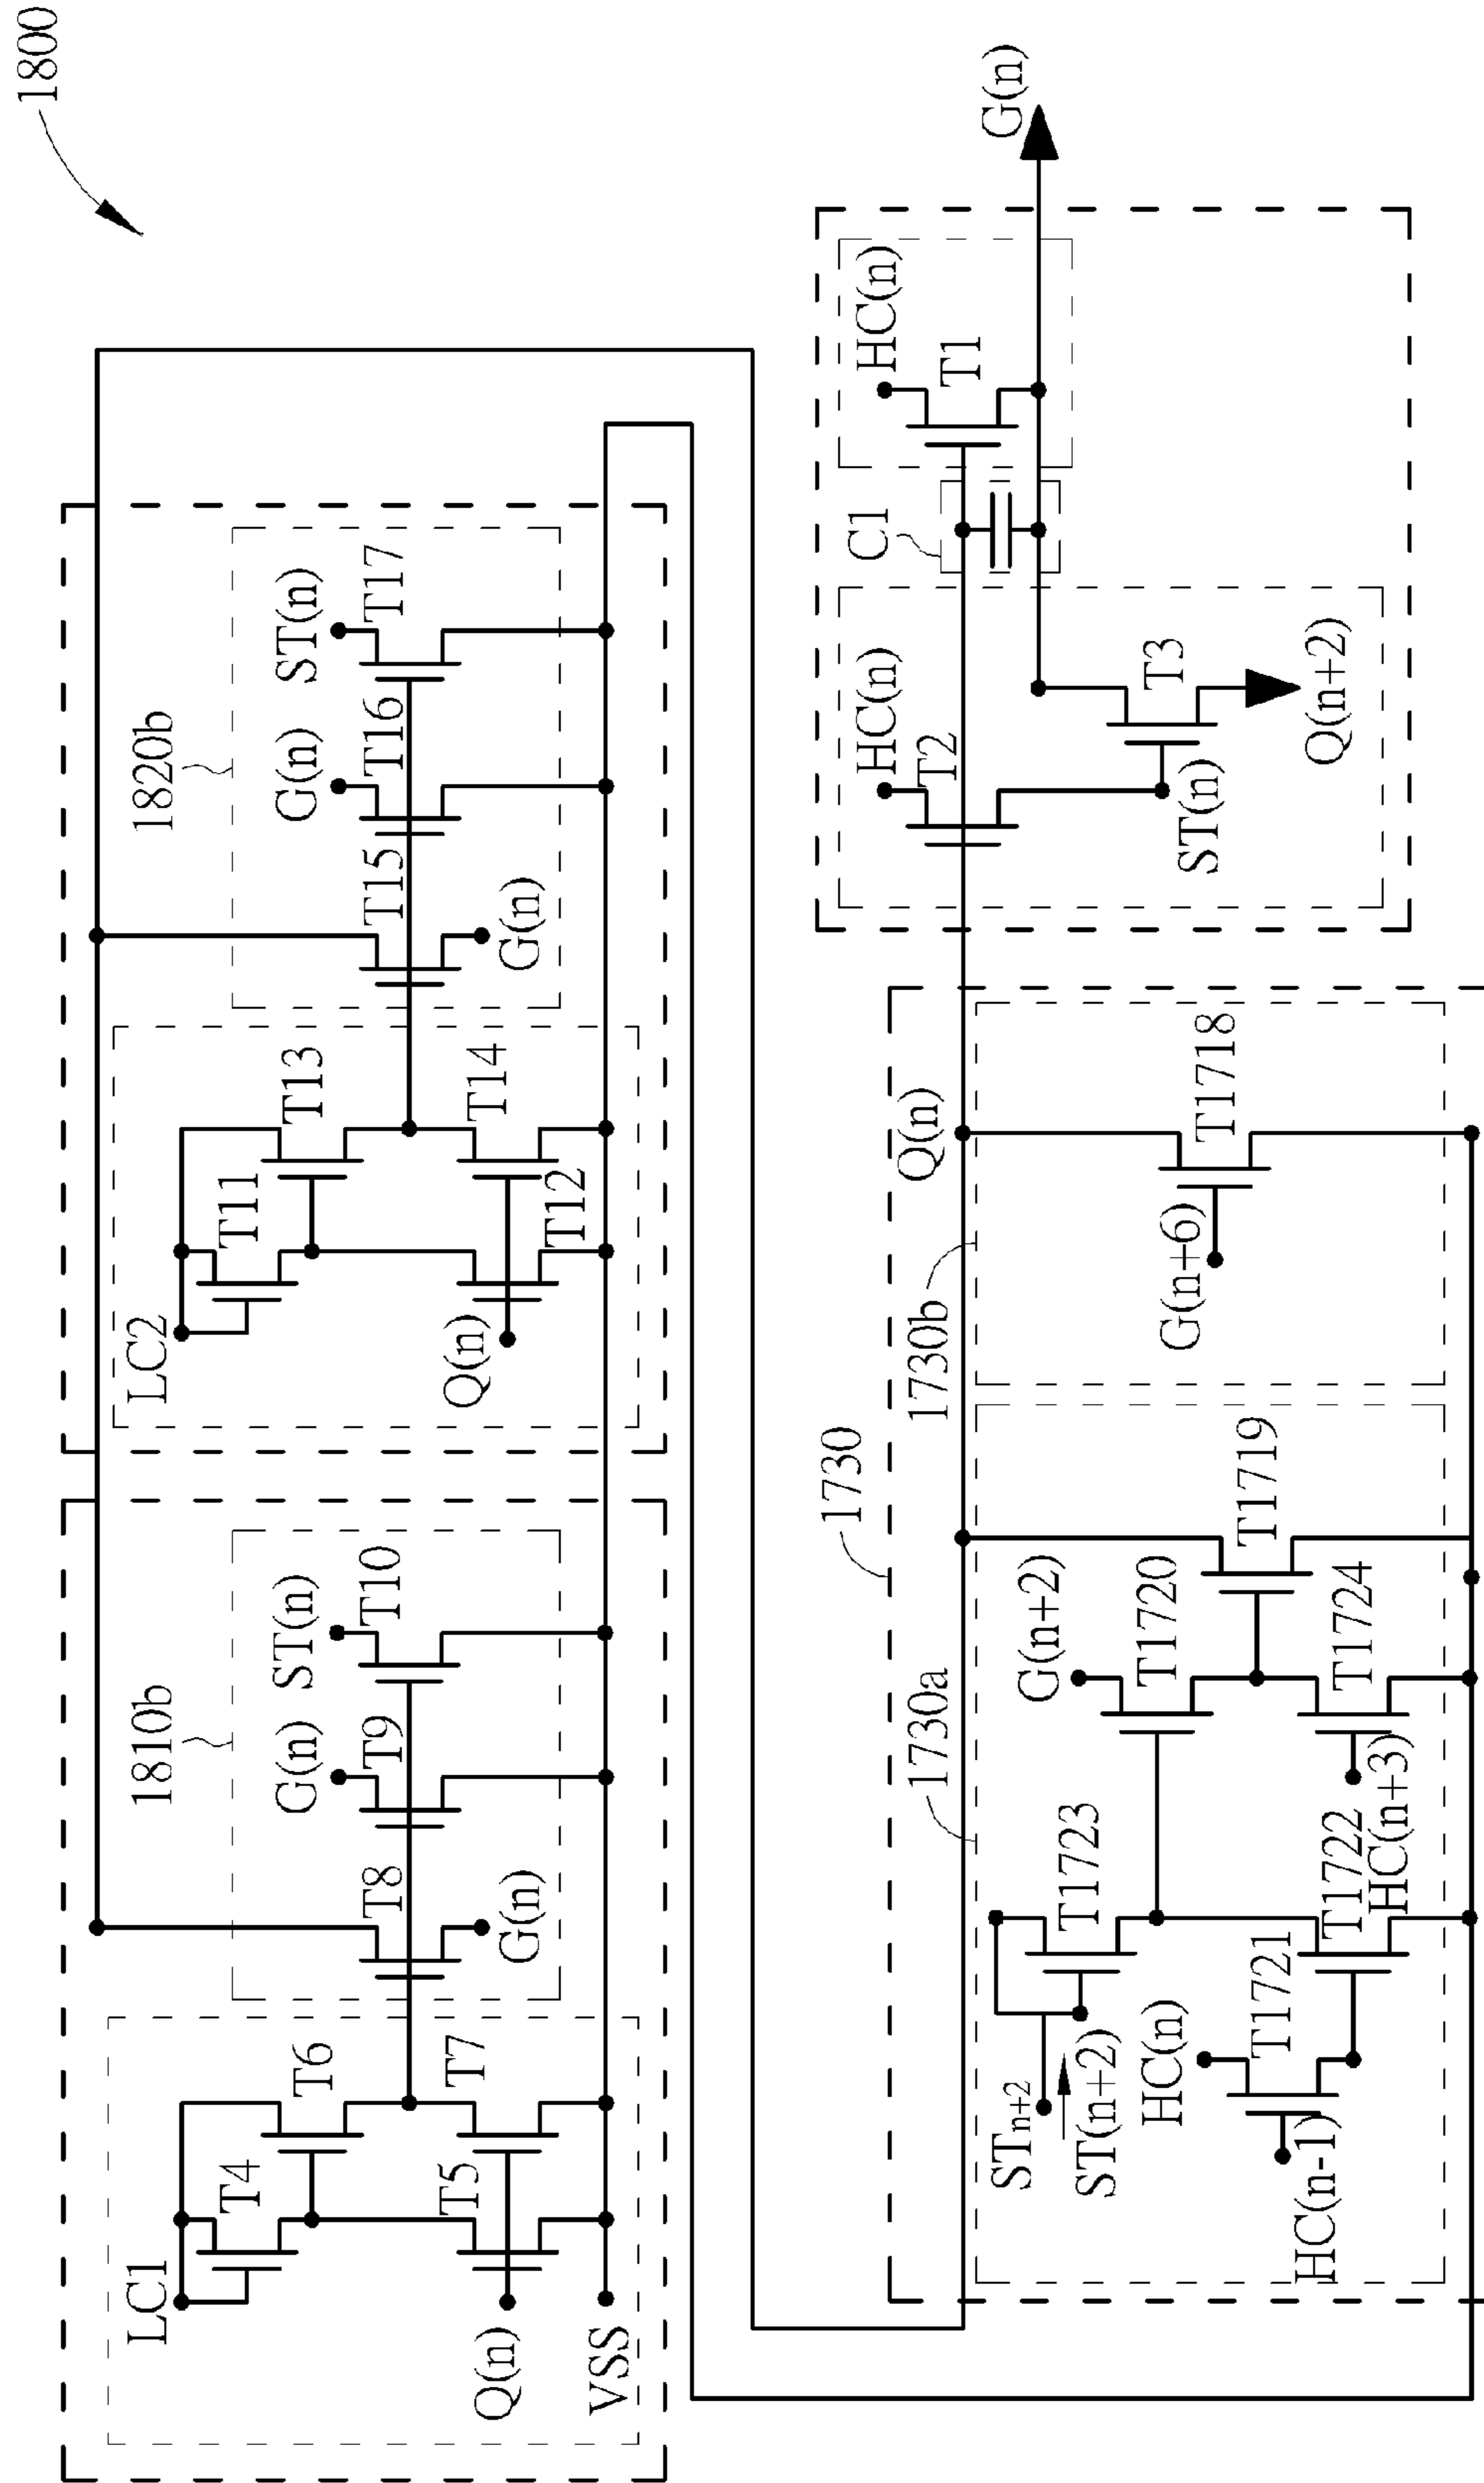 1800
LC1
T4
T6
Q(n)
T5
T7
VSS
1810b
T8
G(n)
G(n)
T9
ST(n)
T10
LC2
T11
T13
Q(n)
T12
T14
1820b
T15
G(n)
G(n)
T16
ST(n)
T17
1730
1730a
STn+2
ST(n+2)
T1723
HC(n)
HC(n-1)
T1721
T1722
G(n+2)
T1720
T1719
T1724
HC(n+3)
1730b
Q(n)
G(n+6)
T1718
HC(n)
T2
ST(n)
T3
Q(n+2)
C1
HC(n)
T1
G(n)